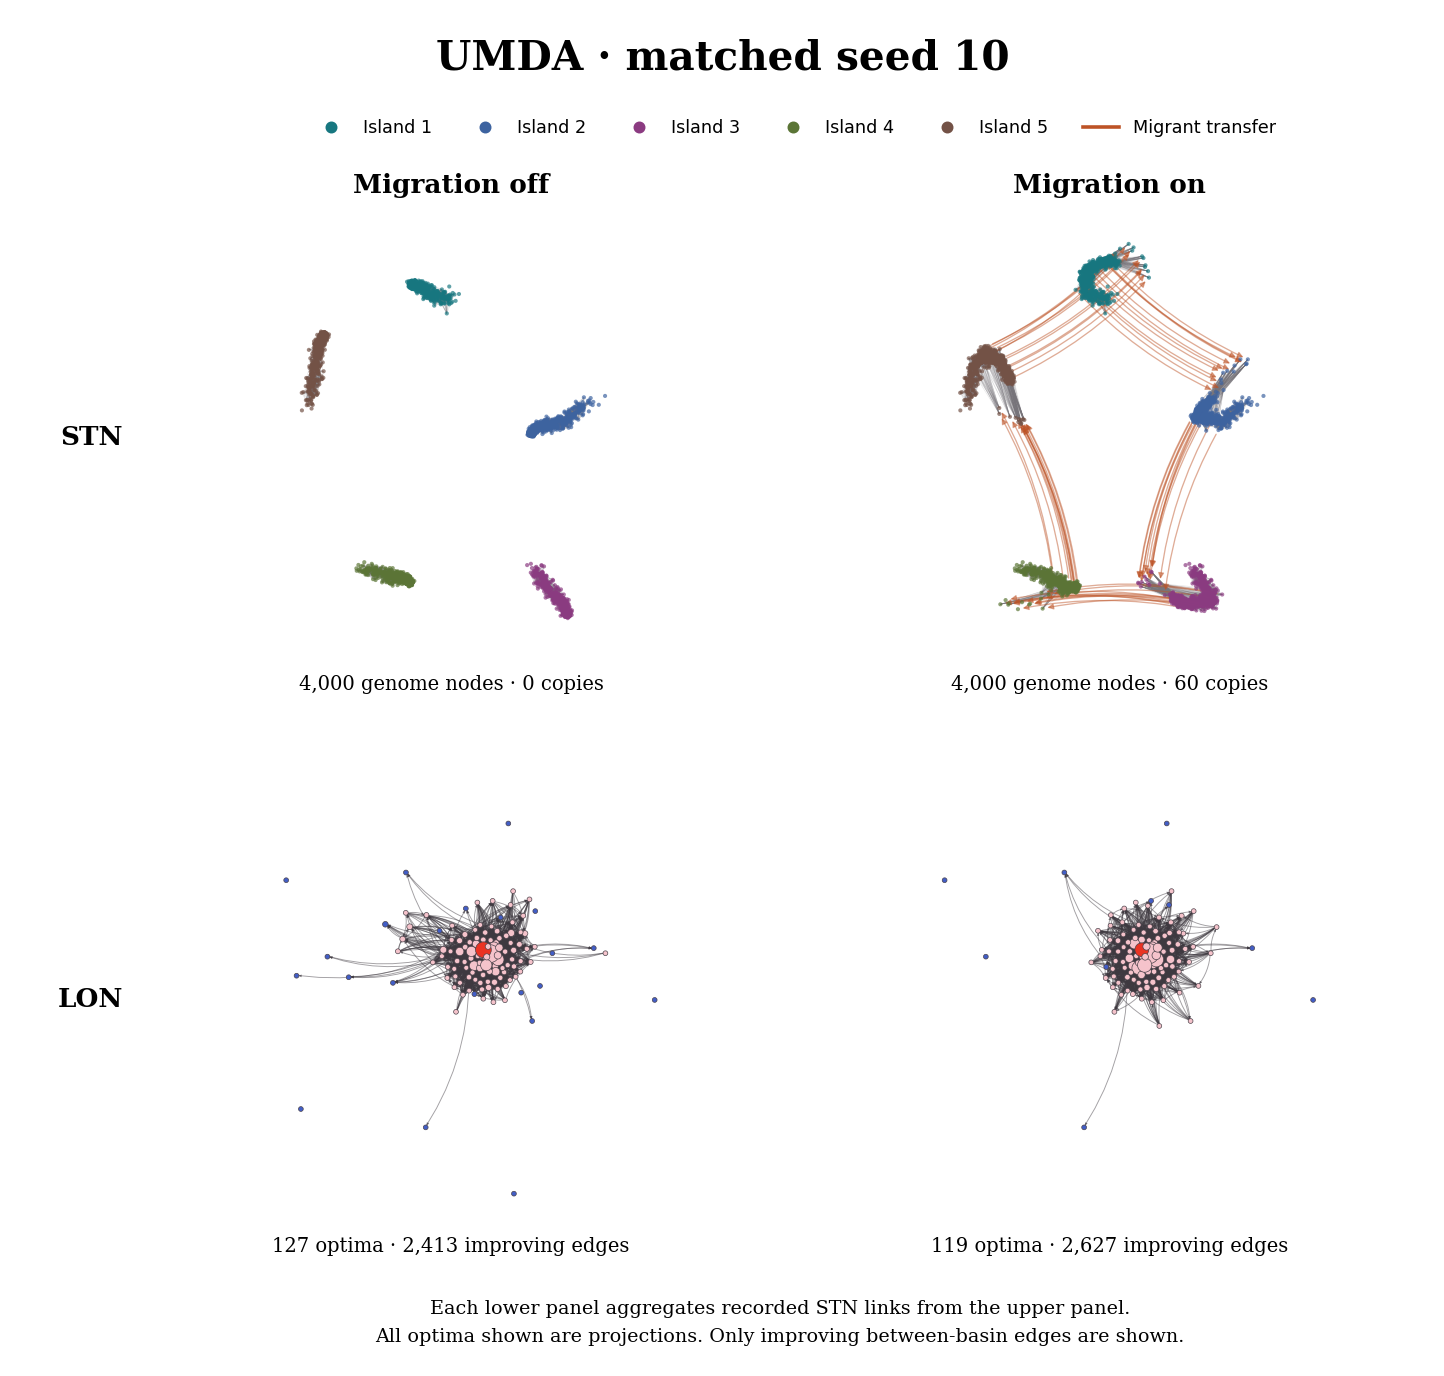 UMDA · matched seed 10
Island 1 Island 2 Island 3 Island 4 Island 5 Migrant transfer
Migration off Migration on
STN
4,000 genome nodes · 0 copies 4,000 genome nodes · 60 copies
LON
127 optima · 2,413 improving edges 119 optima · 2,627 improving edges
Each lower panel aggregates recorded STN links from the upper panel.
All optima shown are projections. Only improving between-basin edges are shown.